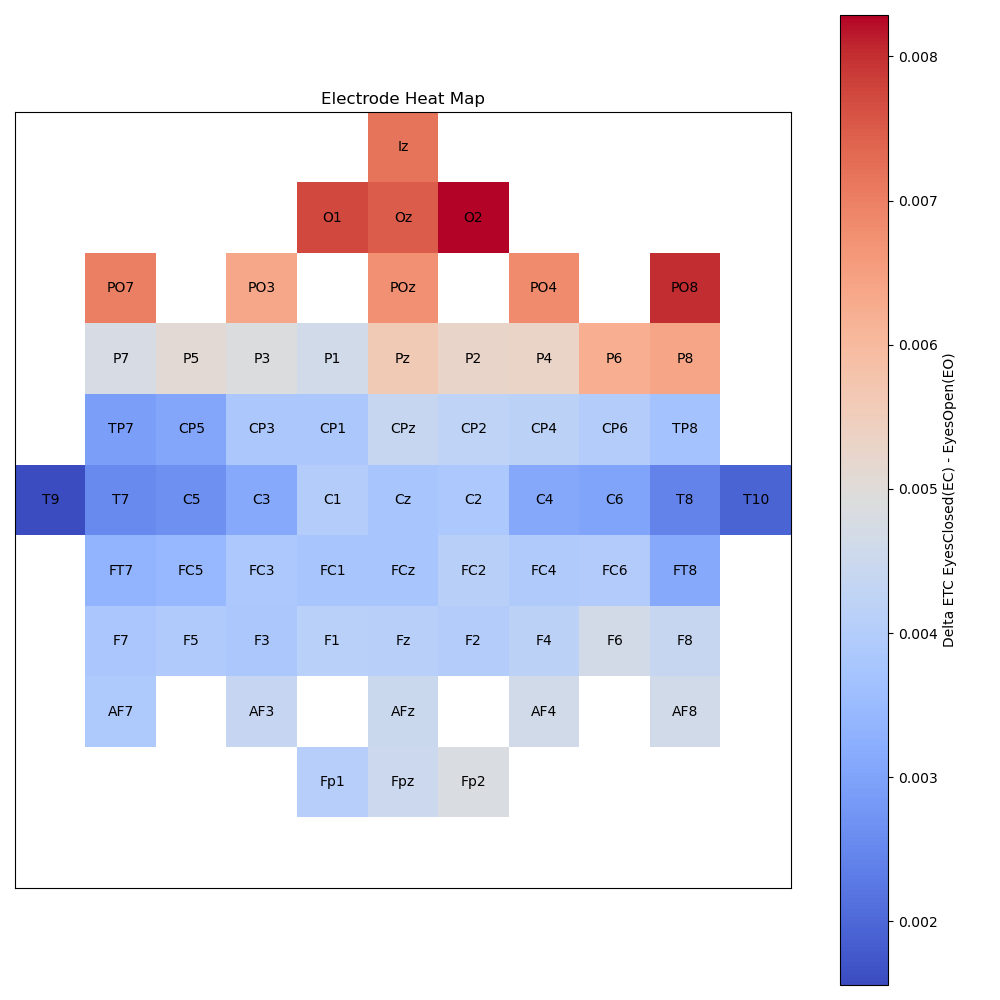 Electrode Heat Map
Iz
O1 Oz O2
PO7 PO3 POz PO4 PO8
P7 P5 P3 P1 Pz P2 P4 P6 P8
TP7 CP5 CP3 CP1 CPz CP2 CP4 CP6 TP8
T9 T7 C5 C3 C1 Cz C2 C4 C6 T8 T10
FT7 FC5 FC3 FC1 FCz FC2 FC4 FC6 FT8
F7 F5 F3 F1 Fz F2 F4 F6 F8
AF7 AF3 AFz AF4 AF8
Fp1 Fpz Fp2
0.008
0.007
0.006
0.005
0.004
0.003
0.002
Delta ETC EyesClosed(EC) - EyesOpen(EO)